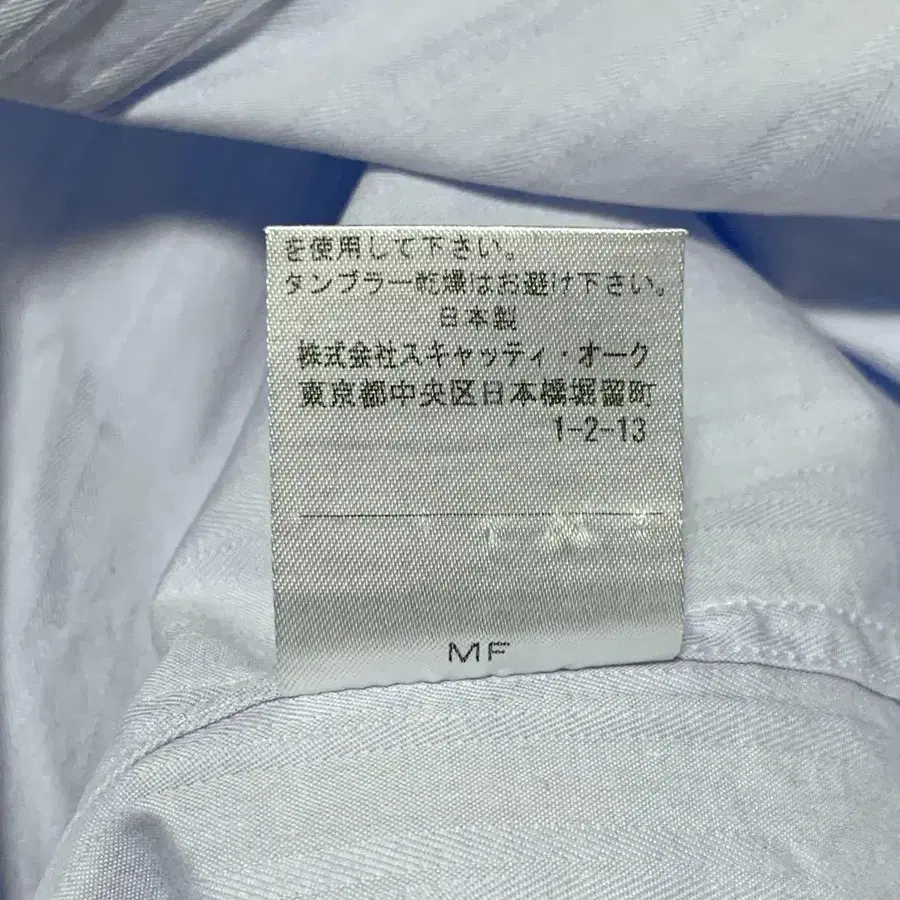 を使用して下さい。
タンブラー乾燥はお避け下さい。
日本製
株式会社スキャッティ・オーク
東京都中央区日本橋堀留町
1-2-13
MF